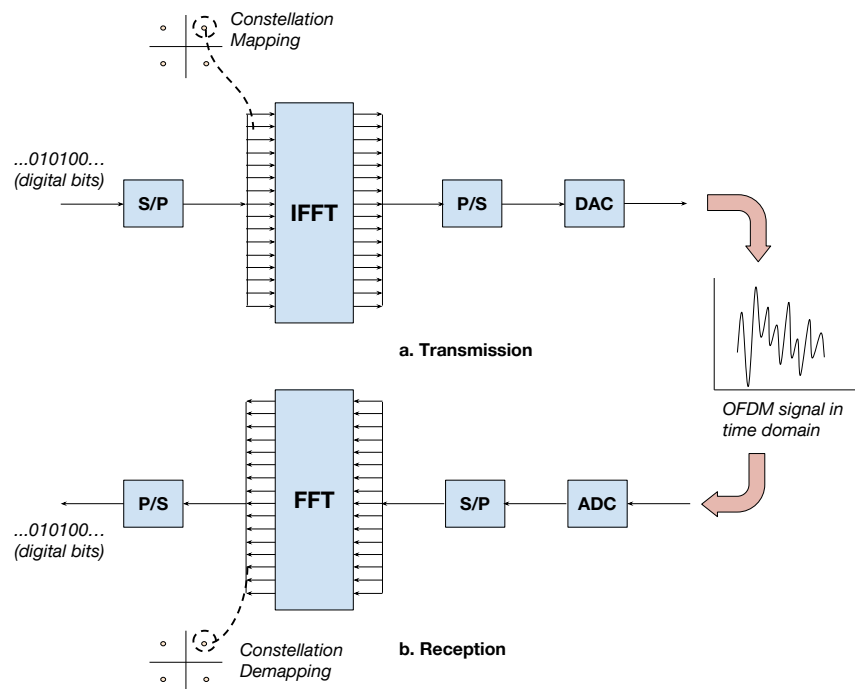 Constellation
Mapping
...010100...
(digital bits)
S/P
IFFT
P/S
DAC
a. Transmission
OFDM signal in
time domain
P/S
FFT
S/P
ADC
...010100...
(digital bits)
Constellation
Demapping
b. Reception